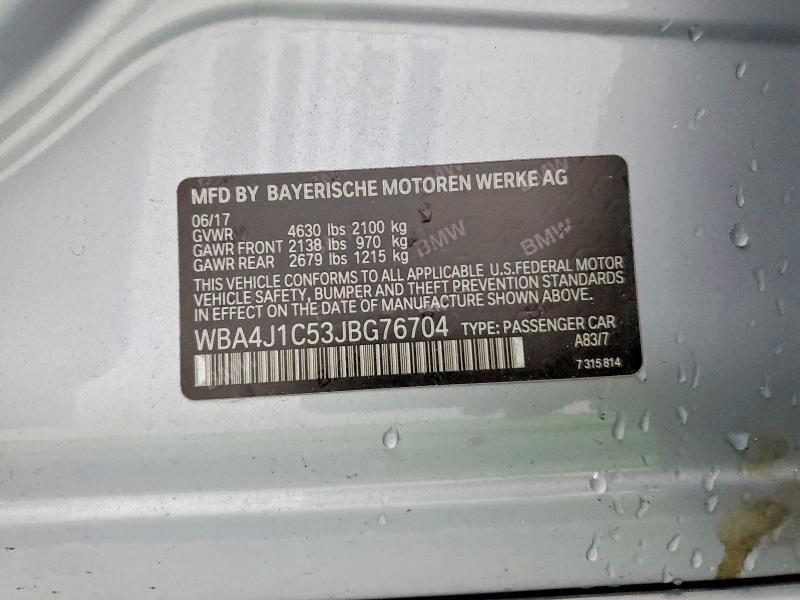 MFD BY BAYERISCHE MOTOREN WERKE AG
06/17
GVWR 4630 lbs 2100 kg
GAWR FRONT 2138 lbs 970 kg
GAWR REAR 2679 lbs 1215 kg
THIS VEHICLE CONFORMS TO ALL APPLICABLE U.S.FEDERAL MOTOR
VEHICLE SAFETY, BUMPER AND THEFT PREVENTION STANDARDS
IN EFFECT ON THE DATE OF MANUFACTURE SHOWN ABOVE.
WBA4J1C53JBG76704 TYPE: PASSENGER CAR
A83/7
7 315 814
BMW
BMW